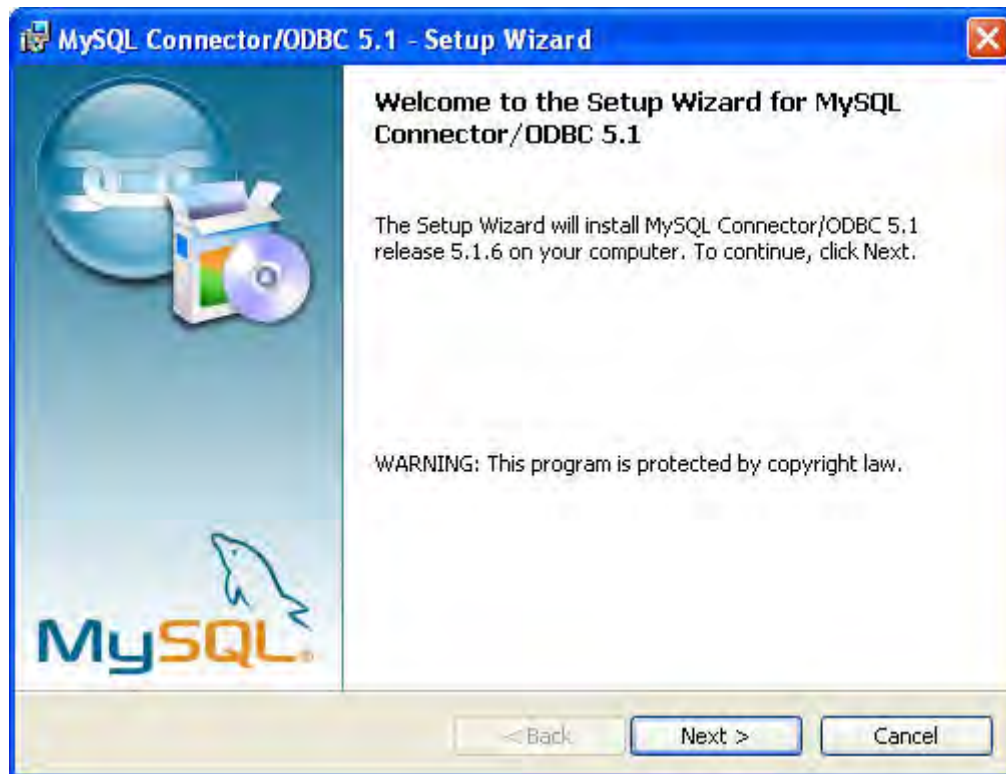 MySQL Connector/ODBC 5.1 - Setup Wizard
Welcome to the Setup Wizard for MySQL
Connector/ODBC 5.1
The Setup Wizard will install MySQL Connector/ODBC 5.1
release 5.1.6 on your computer. To continue, click Next.
WARNING: This program is protected by copyright law.
MySQL®
< Back
Next >
Cancel